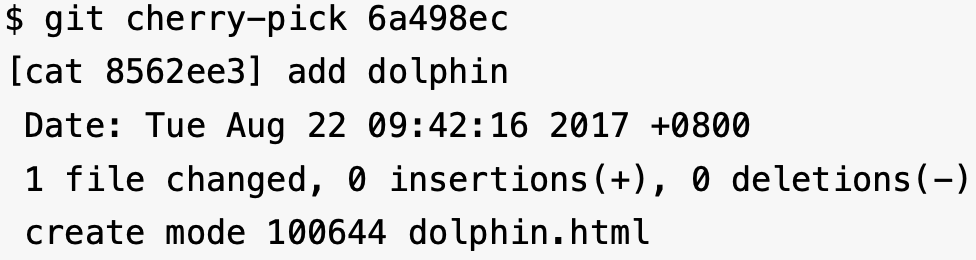 $ git cherry-pick 6a498ec
[cat 8562ee3] add dolphin
Date: Tue Aug 22 09:42:16 2017 +0800
1 file changed, 0 insertions(+), 0 deletions(-)
create mode 100644 dolphin.html